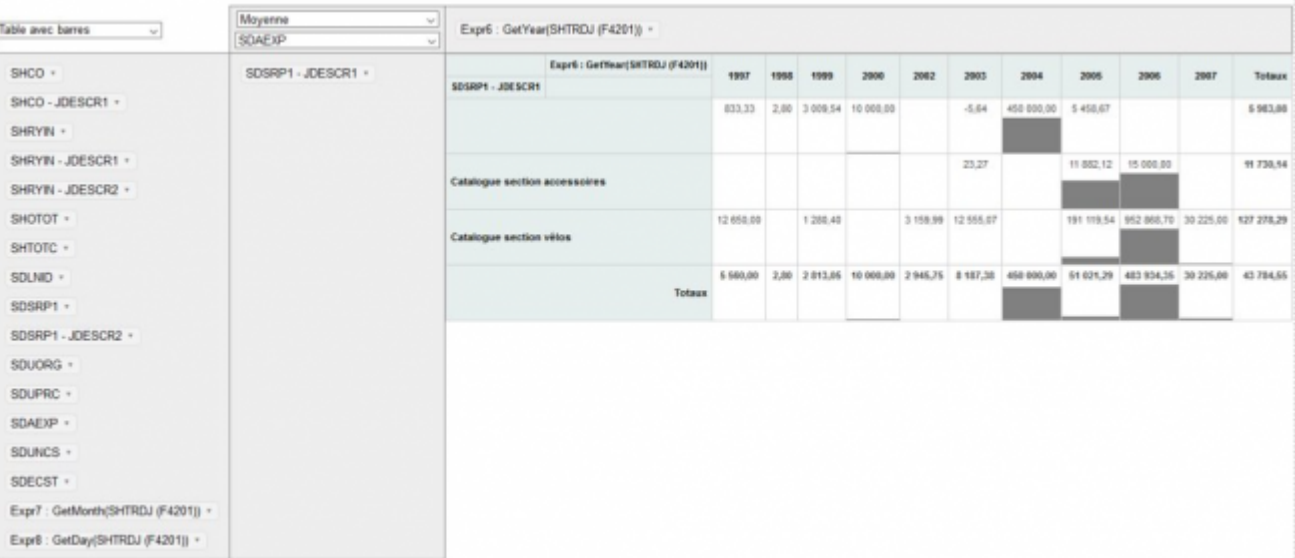 Table avec barres
Moyenne
SDAEXP
Expr6 : GetYear(SHTRDJ (F4201))
SHCO
SHCO - JDESCR1
SHRYIN
SHRYIN - JDESCR1
SHRYIN - JDESCR2
SHOTOT
SHTOTC
SDLNID
SDSRP1
SDSRP1 - JDESCR2
SDUORG
SDUPRC
SDAEXP
SDUNCS
SDECST
Expr7 : GetMonth(SHTRDJ (F4201))
Expr8 : GetDay(SHTRDJ (F4201))
SDSRP1 - JDESCR1
Expr6 : GetYear(SHTRDJ (F4201)) 1997 1998 1999 2000 2002 2003 2004 2005 2006 2007 Totaux
SDSRP1 - JDESCR1
833,33 2,00 3 009,54 10 000,00 -5,64 450 000,00 5 450,67
Catalogue section accessoires 23,27 11 882,12 15 000,00 11 730,14
Catalogue section vélos 12 650,00 1 280,40 3 159,99 12 555,07 191 119,54 952 868,70 30 225,00 127 278,29
Totaux 5 560,00 2,00 2 813,05 10 000,00 2 945,75 8 187,38 450 000,00 51 021,29 483 934,35 30 225,00 43 784,55